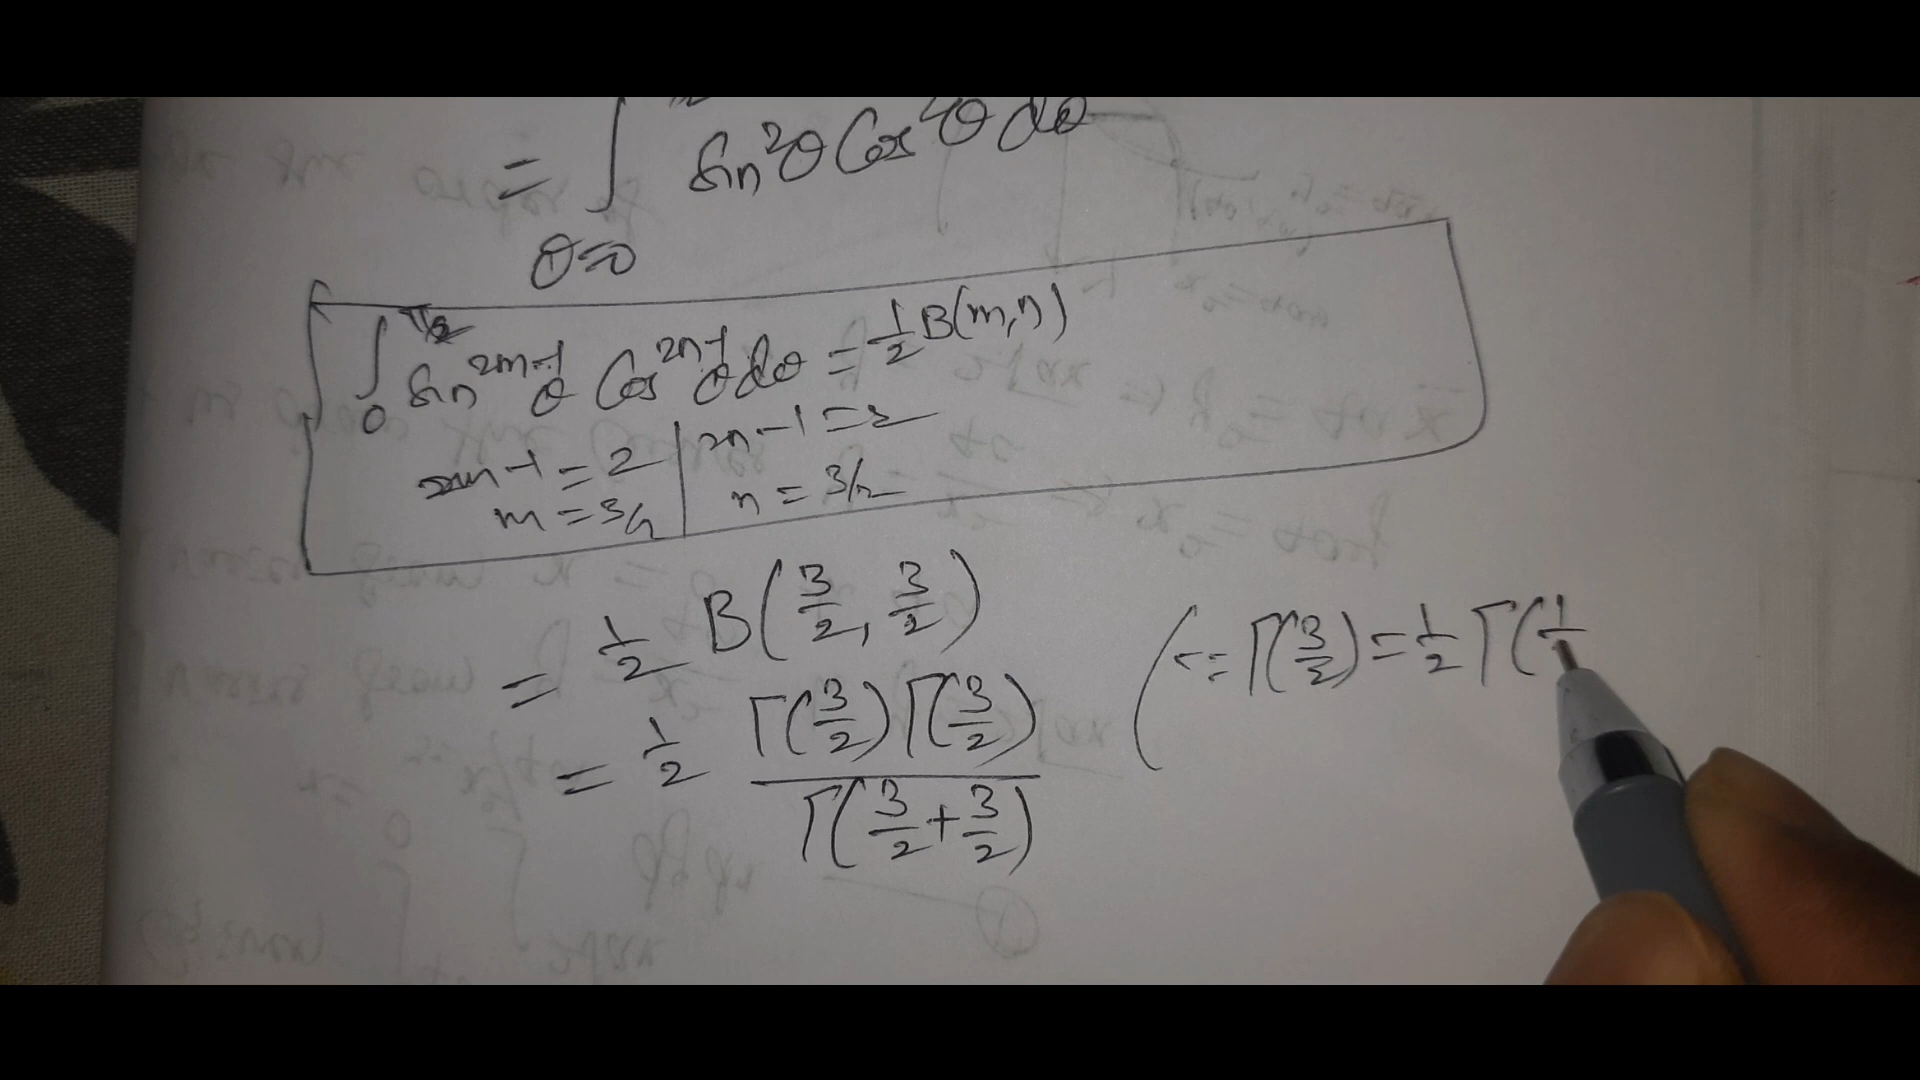 = ∫ sin²θ Cos²θ dθ
θ=0
∫₀^{π/2} sin^{2m-1}θ Cos^{2n-1}θ dθ = 1/2 B(m,n)
2m-1 = 2 | 2n-1 = 2
m = 3/2 | n = 3/2
= 1/2 B(3/2, 3/2)
= 1/2 Γ(3/2) Γ(3/2) / Γ(3/2 + 3/2)
(∵ Γ(3/2) = 1/2 Γ(1